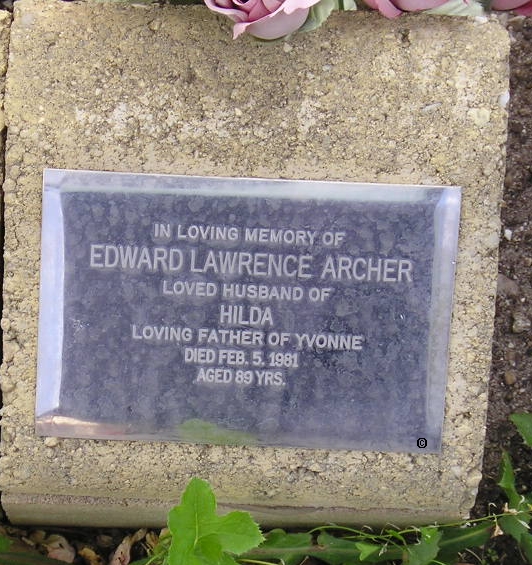 IN LOVING MEMORY OF
EDWARD LAWRENCE ARCHER
LOVED HUSBAND OF
HILDA
LOVING FATHER OF YVONNE
DIED FEB. 5. 1981
AGED 89 YRS.
©